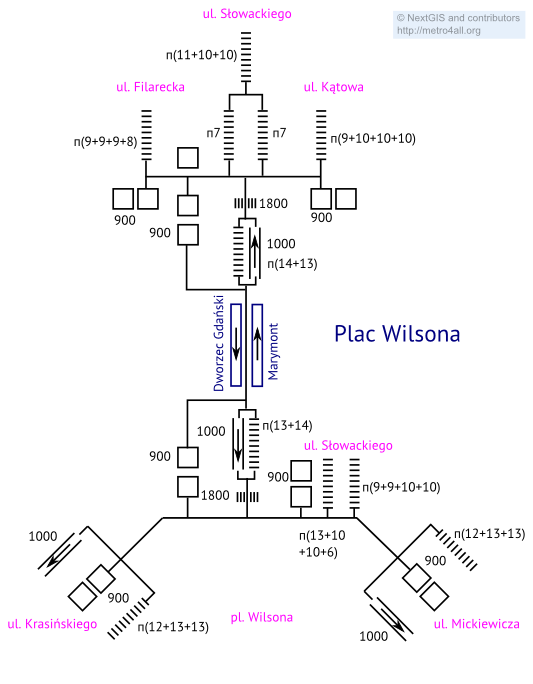 ul. Słowackiego
© NextGIS and contributors
http://metro4all.org
п(11+10+10)
ul. Filarecka
ul. Kątowa
п(9+9+9+8)
п7
п7
п(9+10+10+10)
900
1800
900
900
1000
п(14+13)
Dworzec Gdański
Marymont
Plac Wilsona
1000
п(13+14)
ul. Słowackiego
900
900
1800
п(9+9+10+10)
п(13+10
+10+6)
1000
п(12+13+13)
900
900
ul. Krasińskiego
п(12+13+13)
pl. Wilsona
1000
ul. Mickiewicza